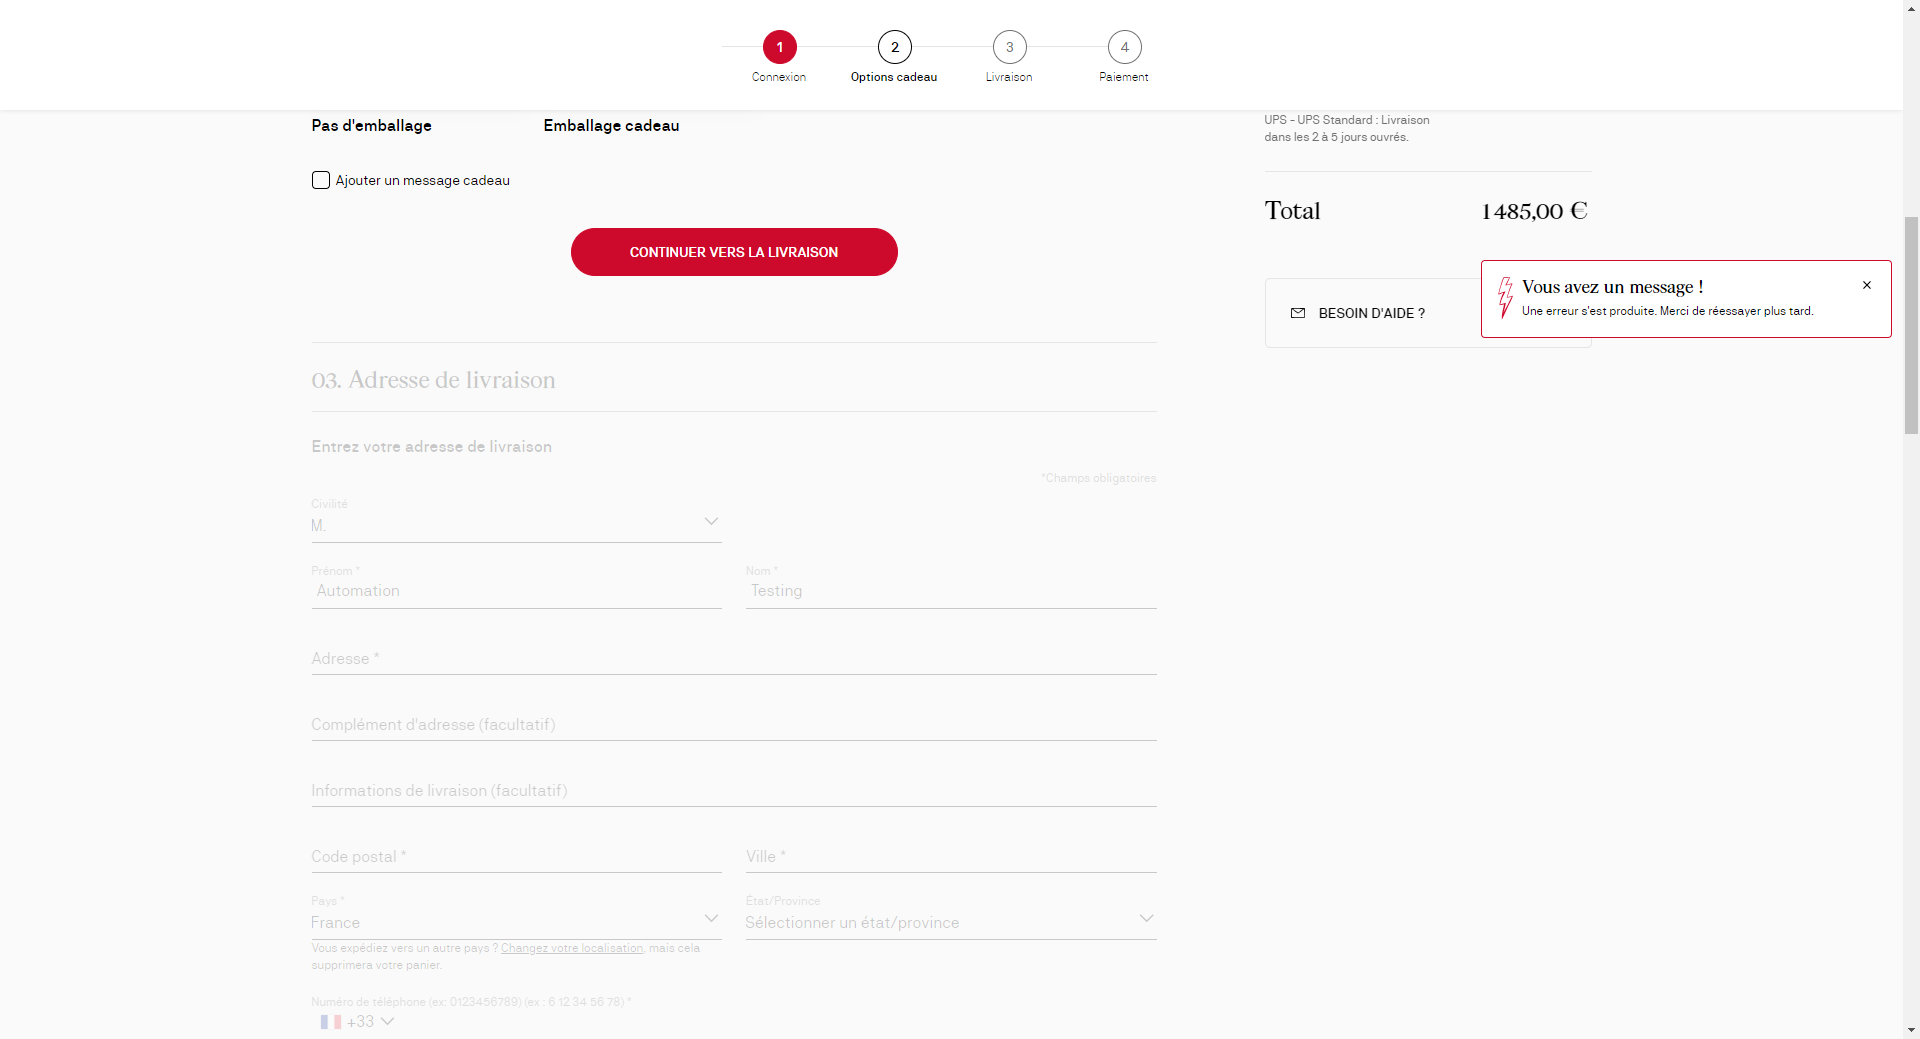 1
2
3
4
Connexion
Options cadeau
Livraison
Paiement
Pas d'emballage
Emballage cadeau
Ajouter un message cadeau
CONTINUER VERS LA LIVRAISON
UPS - UPS Standard : Livraison
dans les 2 à 5 jours ouvrés.
Total
1 485,00 €
BESOIN D'AIDE ?
Vous avez un message !
Une erreur s'est produite. Merci de réessayer plus tard.
03. Adresse de livraison
Entrez votre adresse de livraison
*Champs obligatoires
Civilité
M.
Prénom *
Automation
Nom *
Testing
Adresse *
Complément d'adresse (facultatif)
Informations de livraison (facultatif)
Code postal *
Ville *
Pays *
France
État/Province
Sélectionner un état/province
Vous expédiez vers un autre pays ? Changez votre localisation, mais cela
supprimera votre panier.
Numéro de téléphone (ex: 0123456789) (ex : 6 12 34 56 78) *
+33